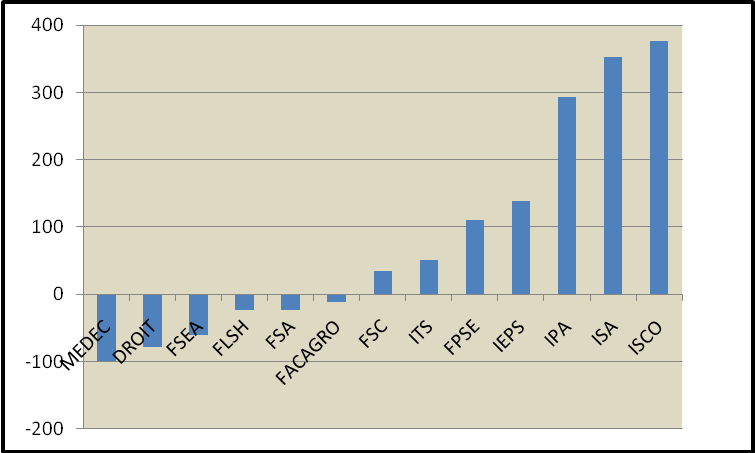 400
300
200
100
0
-100
-200
MEDEC
DROIT
FSEA
FLSH
FSA
FACAGRO
FSC
ITS
FPSE
IEPS
IPA
ISA
ISCO